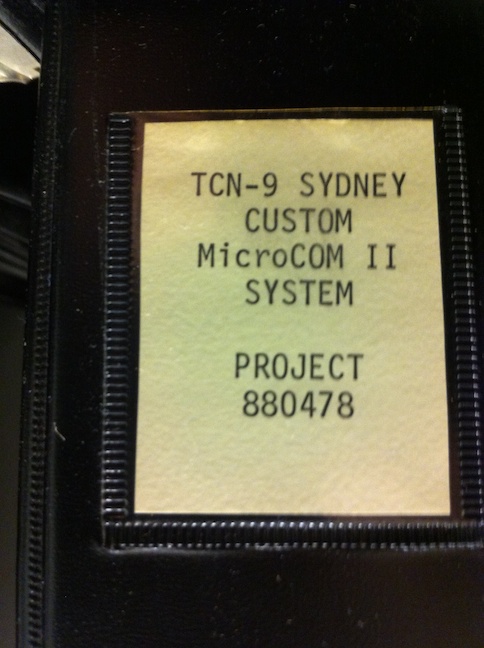 TCN-9 SYDNEY
CUSTOM
MicroCOM II
SYSTEM
PROJECT
880478